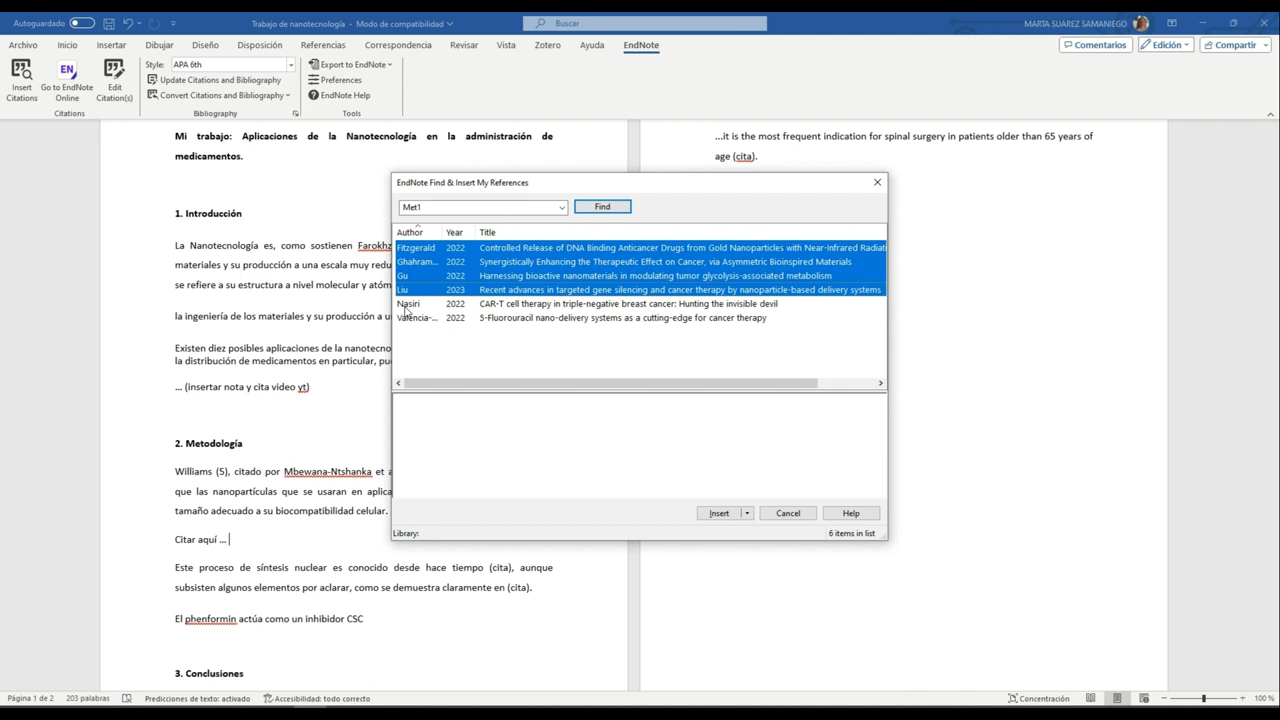 Autoguardado
Trabajo de nanotecnología - Modo de compatibilidad
Buscar
MARTA SUAREZ SAMANIEGO
Archivo Inicio Insertar Dibujar Diseño Disposición Referencias Correspondencia Revisar Vista Zotero Ayuda EndNote
Comentarios Edición Compartir
Insert Citations
EN
Go to EndNote Online
Edit Citation(s)
Citations
Style: APA 6th
Update Citations and Bibliography
Convert Citations and Bibliography
Bibliography
Export to EndNote
Preferences
EndNote Help
Tools
Mi trabajo: Aplicaciones de la Nanotecnología en la administración de
medicamentos.
1. Introducción
La Nanotecnología es, como sostienen
materiales y su producción a una escala muy
se refiere a su estructura a nivel molecular y
la ingeniería de los materiales y su producción a
Existen diez posibles aplicaciones de la
la distribución de medicamentos en particular,
... (insertar nota y cita video yt)
2. Metodología
Williams (5), citado por Mbewana-Ntshanka et
que las nanopartículas que se usaran en
tamaño adecuado a su biocompatibilidad celular.
Citar aquí ...
Este proceso de síntesis nuclear es conocido desde hace tiempo (cita), aunque
subsisten algunos elementos por aclarar, como se demuestra claramente en (cita).
El phenformin actúa como un inhibidor CSC
3. Conclusiones
...it is the most frequent indication for spinal surgery in patients older than 65 years of
age (cita).
EndNote Find & Insert My References
Met1 Find
Author Year Title
Fitzgerald 2022 Controlled Release of DNA Binding Anticancer Drugs from Gold Nanoparticles with Near-Infrared Radiat
Ghahram... 2022 Synergistically Enhancing the Therapeutic Effect on Cancer, via Asymmetric Bioinspired Materials
Gu 2022 Harnessing bioactive nanomaterials in modulating tumor glycolysis-associated metabolism
Liu 2023 Recent advances in targeted gene silencing and cancer therapy by nanoparticle-based delivery systems
Nasiri 2022 CAR-T cell therapy in triple-negative breast cancer: Hunting the invisible devil
Valencia-... 2022 5-Fluorouracil nano-delivery systems as a cutting-edge for cancer therapy
Insert Cancel Help
Library: 6 items in list
Página 1 de 2 203 palabras Predicciones de texto: activado Accesibilidad: todo correcto
Concentración 100 %